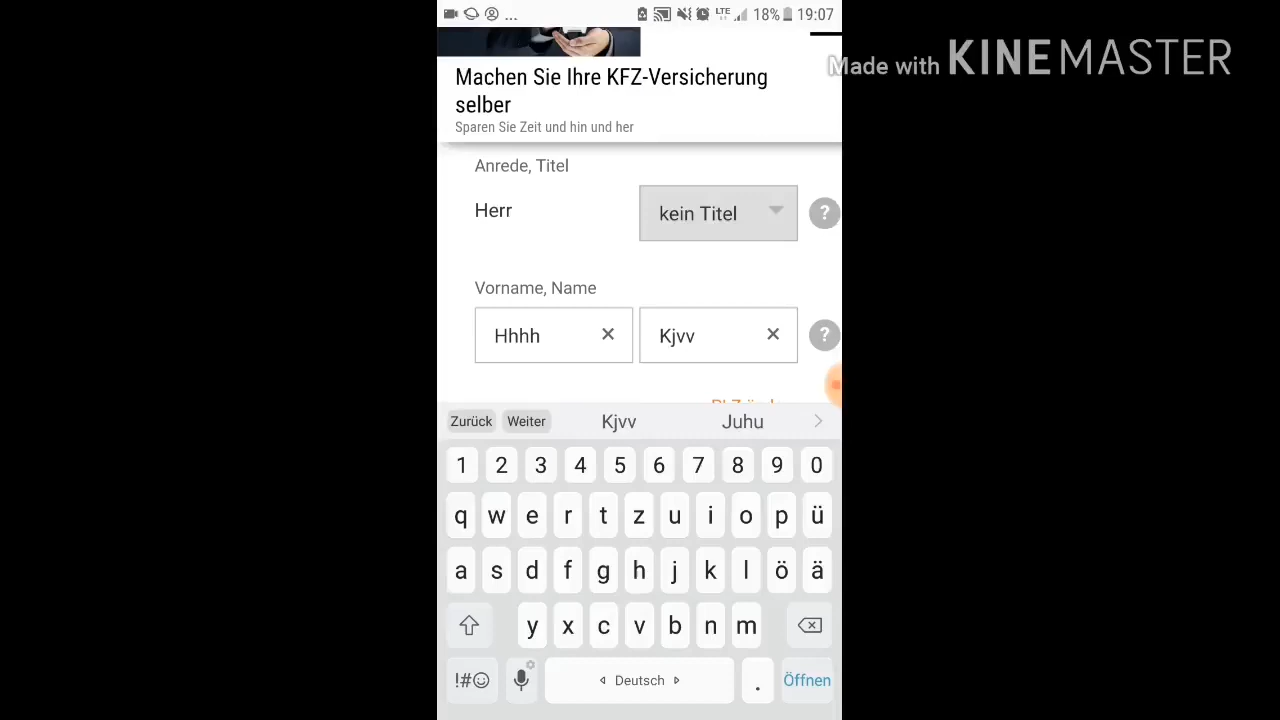 ... LTE 18% 19:07
Made with KINEMASTER
Machen Sie Ihre KFZ-Versicherung
selber
Sparen Sie Zeit und hin und her
Anrede, Titel
Herr kein Titel ?
Vorname, Name
Hhhh × Kjvv × ?
Zurück Weiter Kjvv Juhu
1 2 3 4 5 6 7 8 9 0
q w e r t z u i o p ü
a s d f g h j k l ö ä
y x c v b n m
!#☺ Deutsch . Öffnen